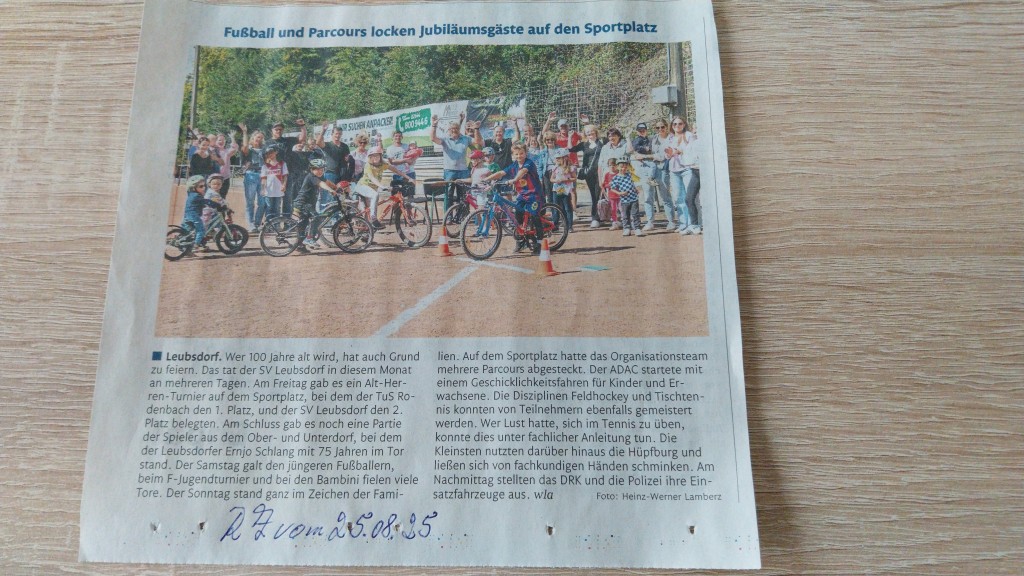 Fußball und Parcours locken Jubiläumsgäste auf den Sportplatz
R SUCHEN ANPACKER
800 944 6
■ Leubsdorf. Wer 100 Jahre alt wird, hat auch Grund
zu feiern. Das tat der SV Leubsdorf in diesem Monat
an mehreren Tagen. Am Freitag gab es ein Alt-Her-
ren-Turnier auf dem Sportplatz, bei dem der TuS Ro-
denbach den 1. Platz, und der SV Leubsdorf den 2.
Platz belegten. Am Schluss gab es noch eine Partie
der Spieler aus dem Ober- und Unterdorf, bei dem
der Leubsdorfer Ernjo Schlang mit 75 Jahren im Tor
stand. Der Samstag galt den jüngeren Fußballern,
beim F-Jugendturnier und bei den Bambini fielen viele
Tore. Der Sonntag stand ganz im Zeichen der Fami-
lien. Auf dem Sportplatz hatte das Organisationsteam
mehrere Parcours abgesteckt. Der ADAC startete mit
einem Geschicklichkeitsfahren für Kinder und Er-
wachsene. Die Disziplinen Feldhockey und Tischten-
nis konnten von Teilnehmern ebenfalls gemeistert
werden. Wer Lust hatte, sich im Tennis zu üben,
konnte dies unter fachlicher Anleitung tun. Die
Kleinsten nutzten darüber hinaus die Hüpfburg und
ließen sich von fachkundigen Händen schminken. Am
Nachmittag stellten das DRK und die Polizei ihre Ein-
satzfahrzeuge aus. wla
Foto: Heinz-Werner Lamberz
RZ vom 25.08.25